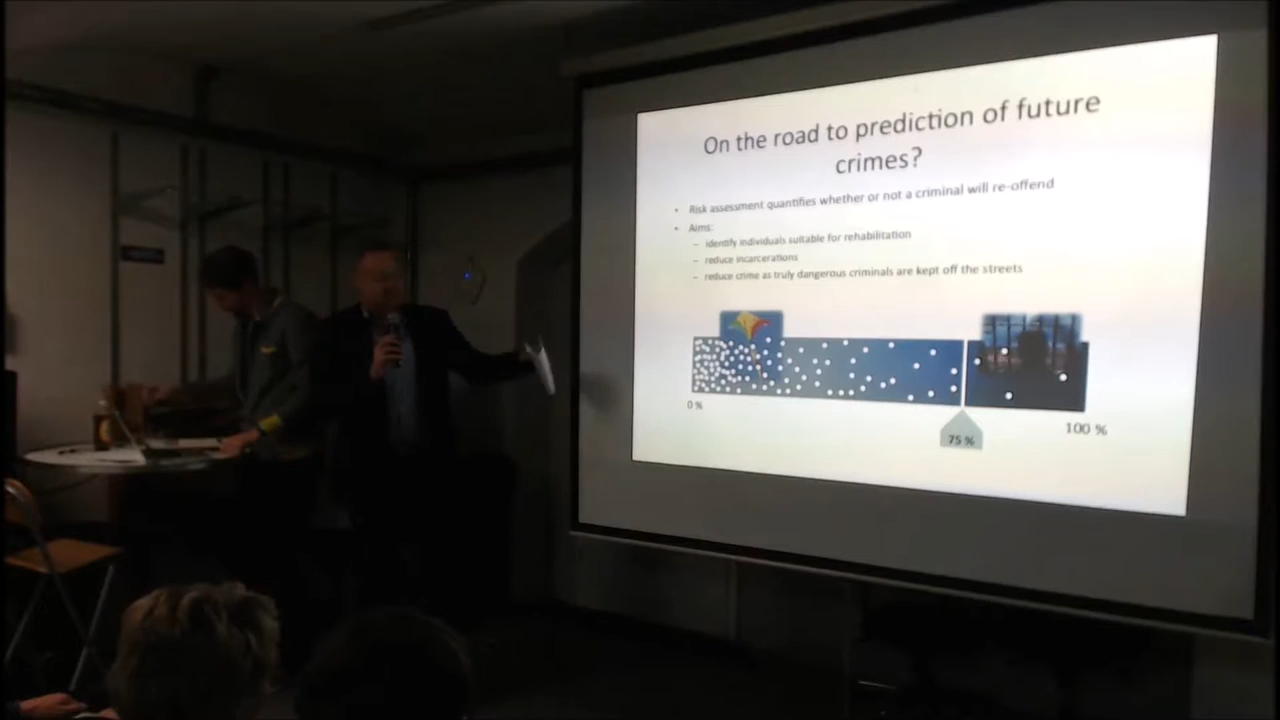 On the road to prediction of future
crimes?
• Risk assessment quantifies whether or not a criminal will re-offend
• Aims:
– identify individuals suitable for rehabilitation
– reduce incarcerations
– reduce crime as truly dangerous criminals are kept off the streets
0 %
75 %
100 %